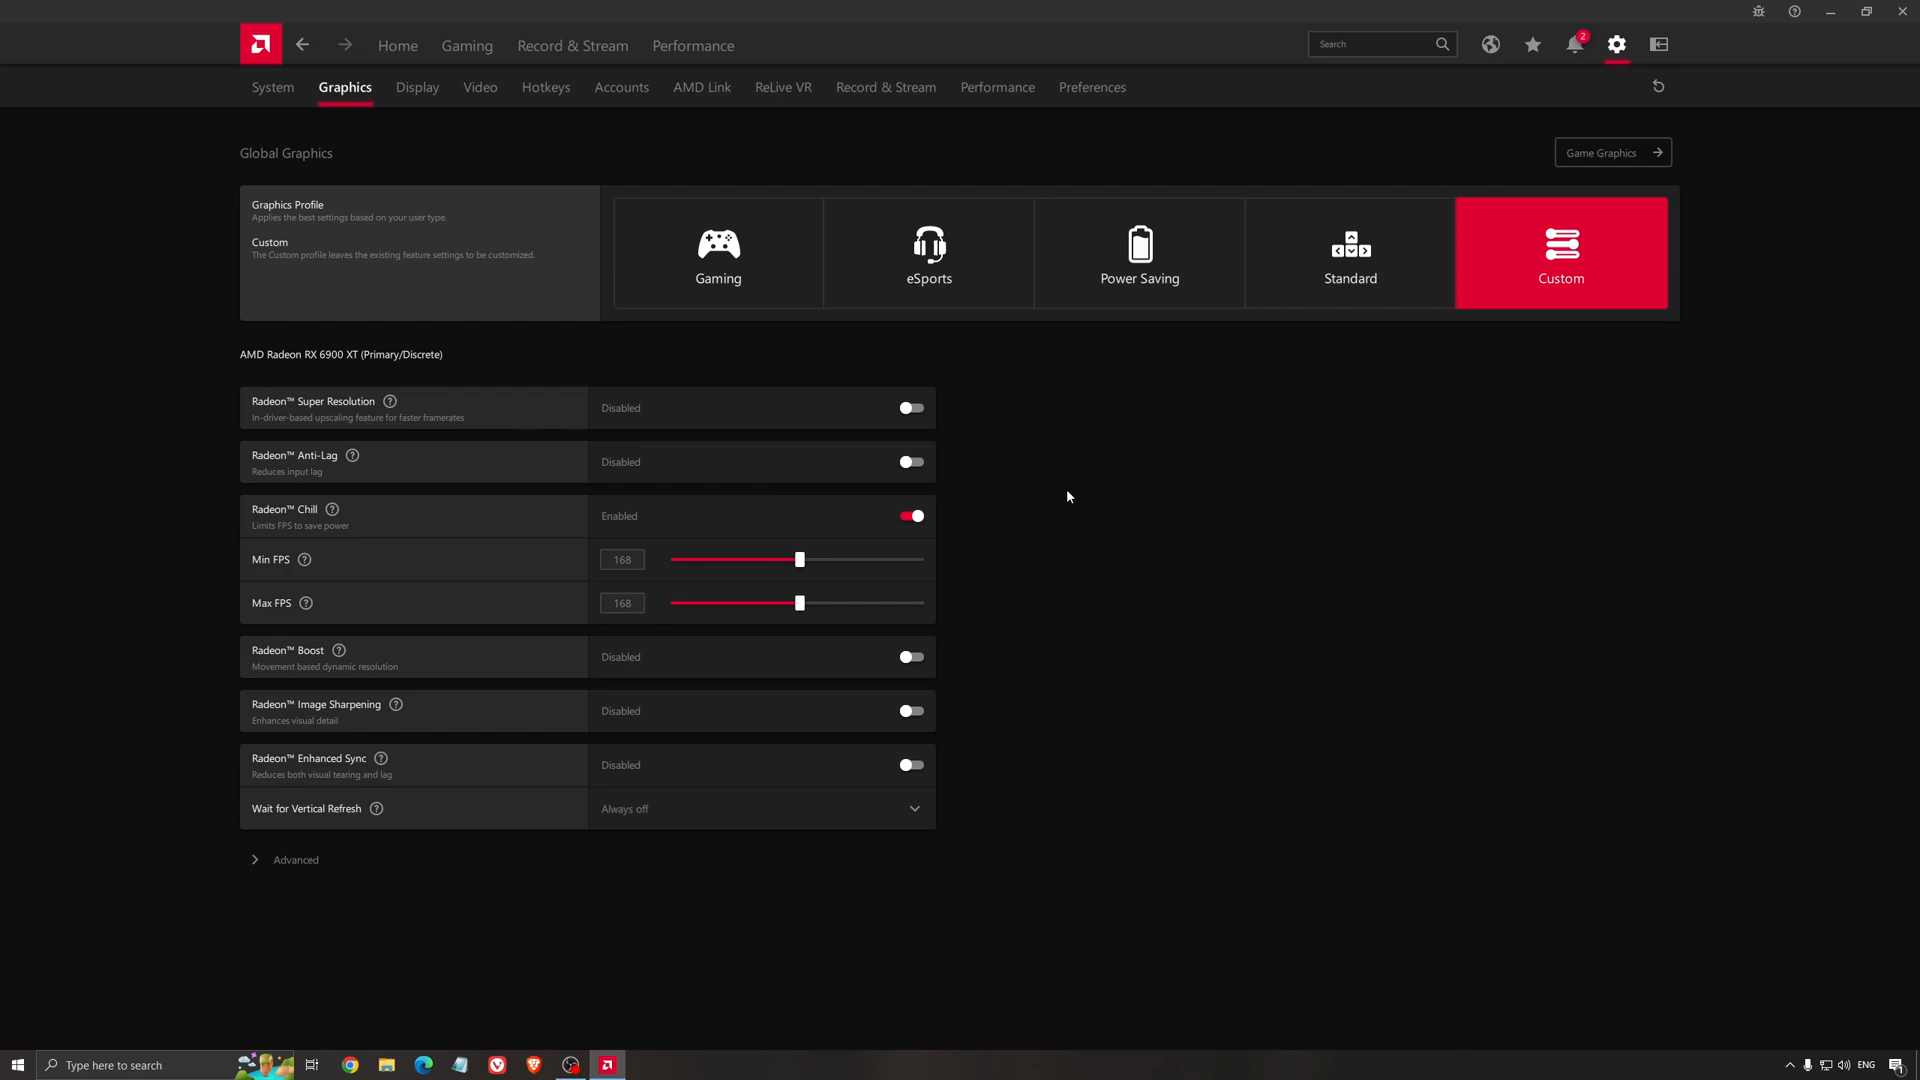 Home
Gaming
Record & Stream
Performance
Search
2
System
Graphics
Display
Video
Hotkeys
Accounts
AMD Link
ReLive VR
Record & Stream
Performance
Preferences
Global Graphics
Game Graphics
Graphics Profile
Applies the best settings based on your user type.
Custom
The Custom profile leaves the existing feature settings to be customized.
Gaming
eSports
Power Saving
Standard
Custom
AMD Radeon RX 6900 XT (Primary/Discrete)
Radeon™ Super Resolution
In-driver-based upscaling feature for faster framerates
Disabled
Radeon™ Anti-Lag
Reduces input lag
Disabled
Radeon™ Chill
Limits FPS to save power
Enabled
Min FPS
168
Max FPS
168
Radeon™ Boost
Movement based dynamic resolution
Disabled
Radeon™ Image Sharpening
Enhances visual detail
Disabled
Radeon™ Enhanced Sync
Reduces both visual tearing and lag
Disabled
Wait for Vertical Refresh
Always off
Advanced
Type here to search
ENG
1